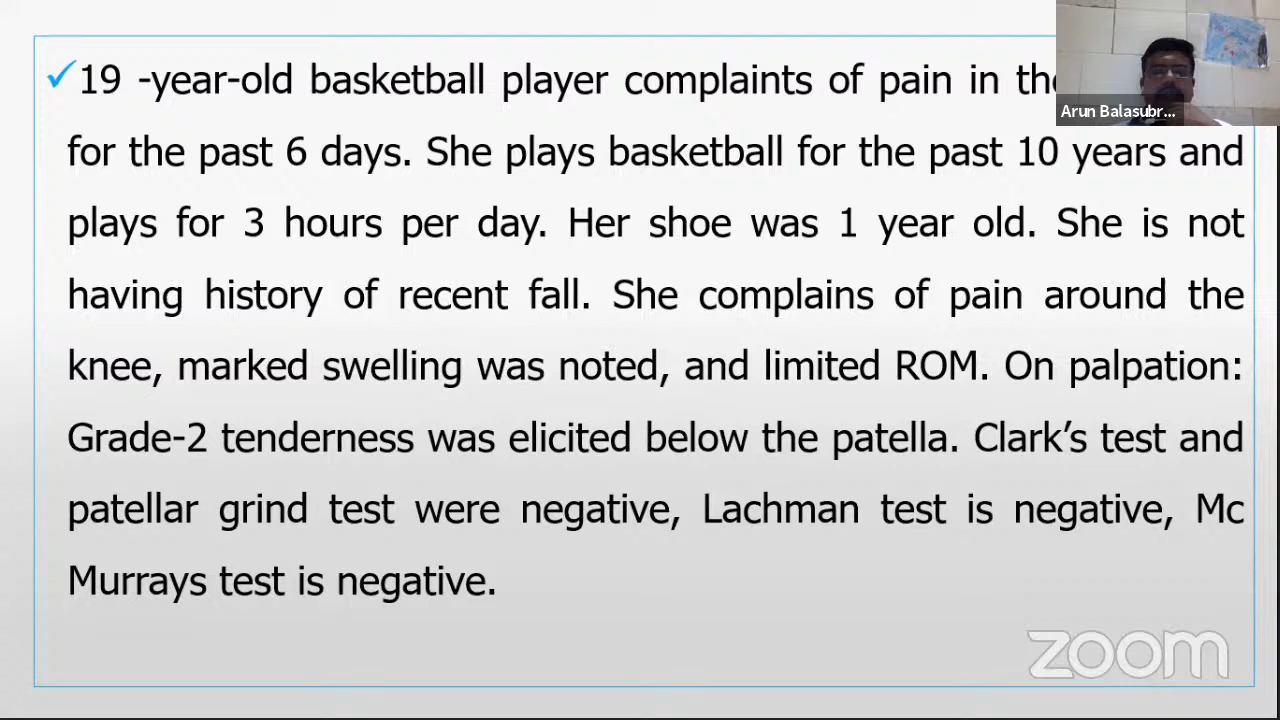 ✓19 -year-old basketball player complaints of pain in the
Arun Balasubr...
for the past 6 days. She plays basketball for the past 10 years and
plays for 3 hours per day. Her shoe was 1 year old. She is not
having history of recent fall. She complains of pain around the
knee, marked swelling was noted, and limited ROM. On palpation:
Grade-2 tenderness was elicited below the patella. Clark’s test and
patellar grind test were negative, Lachman test is negative, Mc
Murrays test is negative.
zoom